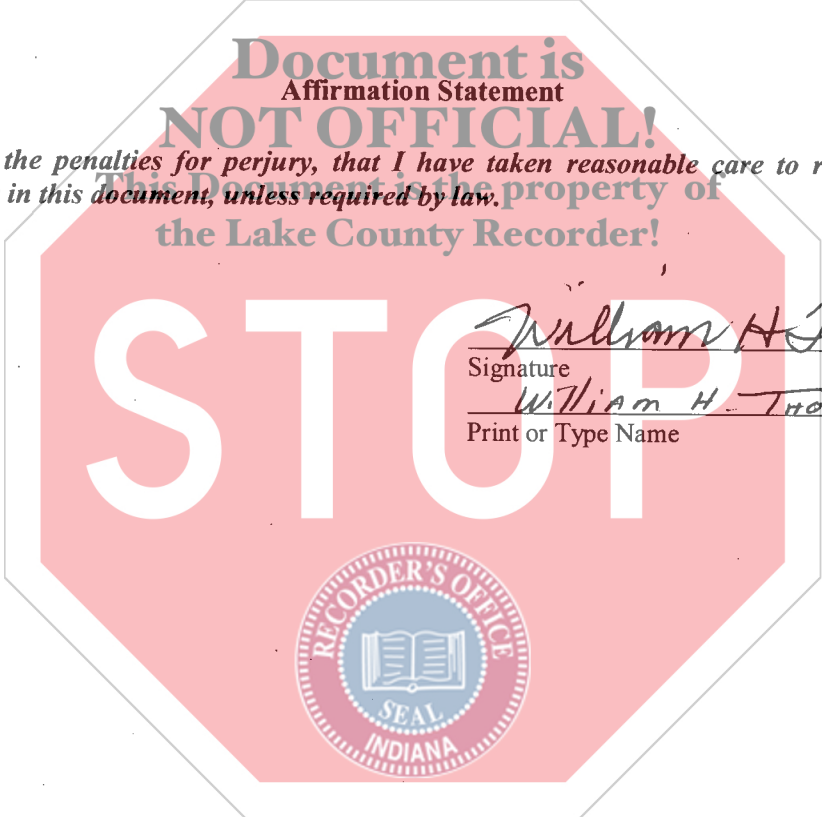 Document is
Affirmation Statement
NOT OFFICIAL!
the penalties for perjury, that I have taken reasonable care to r
This Document is the property of
in this document, unless required by law.
the Lake County Recorder!
STOP
William H
Signature
William H. Tho
Print or Type Name
RECORDER'S OFFICE
SEAL
INDIANA